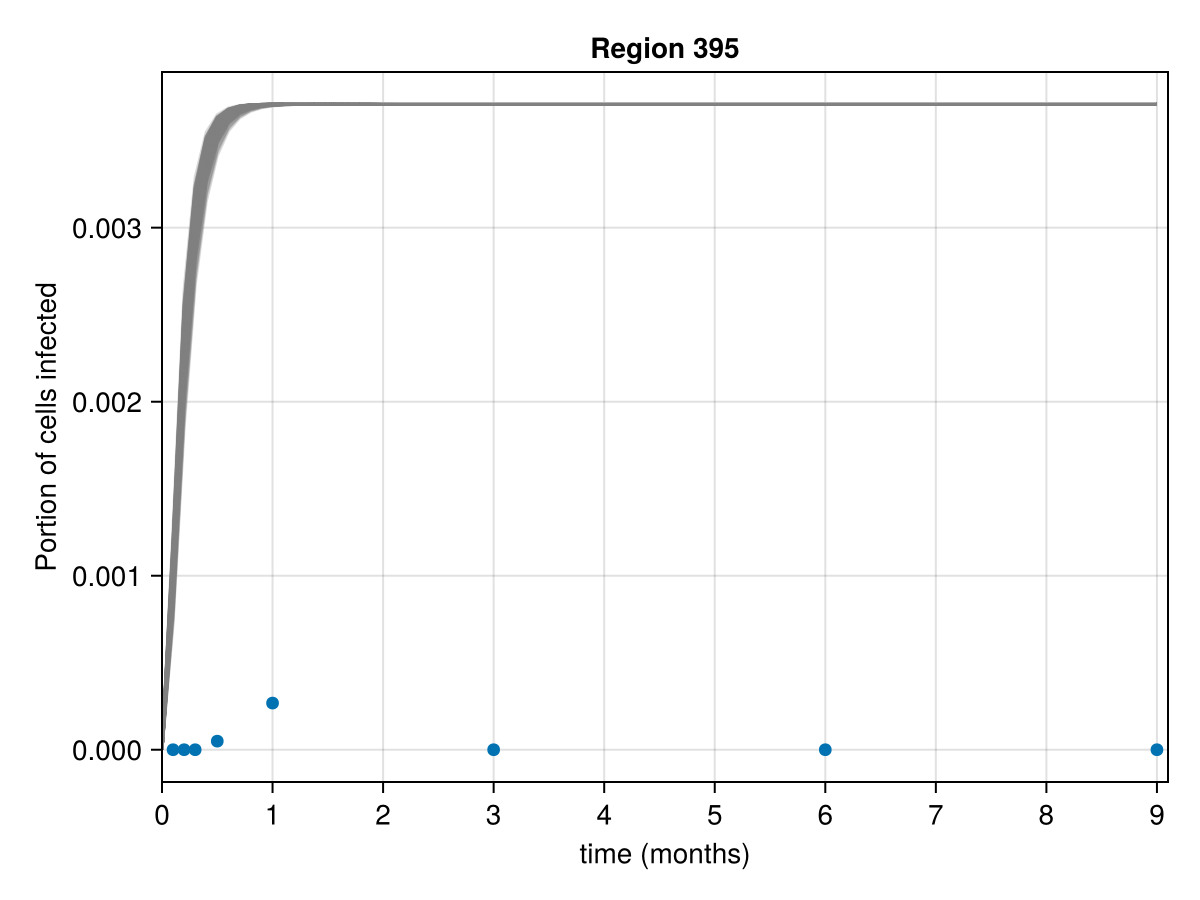 Region 395
Portion of cells infected
0.003
0.002
0.001
0.000
0 1 2 3 4 5 6 7 8 9
time (months)